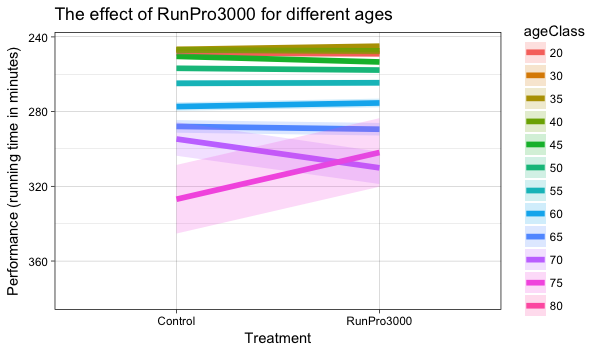 The effect of RunPro3000 for different ages
Performance (running time in minutes)
240
280
320
360
Control
RunPro3000
Treatment
ageClass
20
30
35
40
45
50
55
60
65
70
75
80